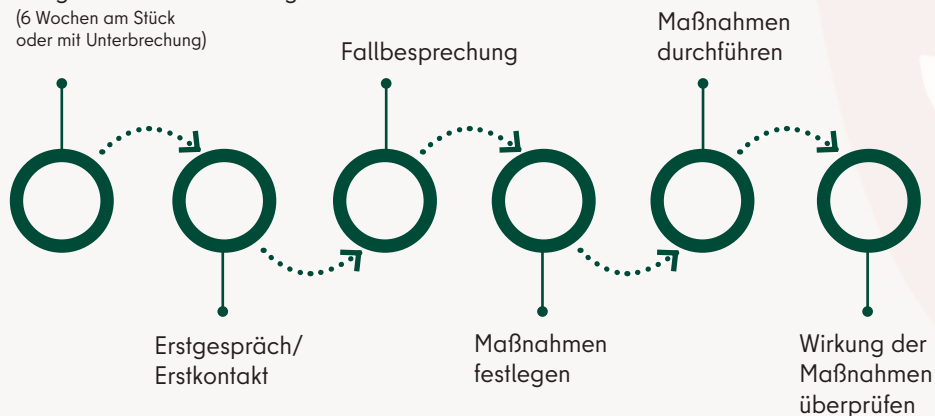 (6 Wochen am Stück
oder mit Unterbrechung)
Erstgespräch/
Erstkontakt
Fallbesprechung
Maßnahmen
festlegen
Maßnahmen
durchführen
Wirkung der
Maßnahmen
überprüfen